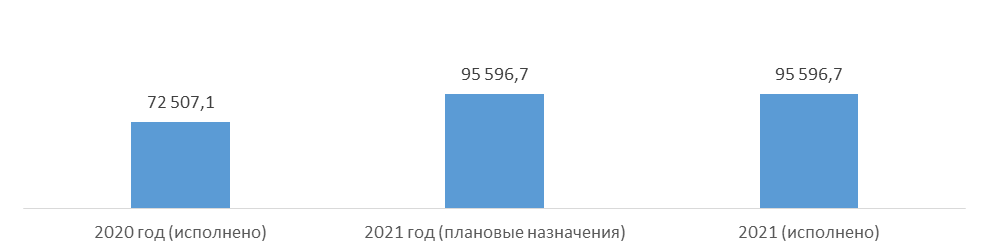 95 596,7 95 596,7
72 507,1
2020 год (исполнено) 2021 год (плановые назначения) 2021 (исполнено)